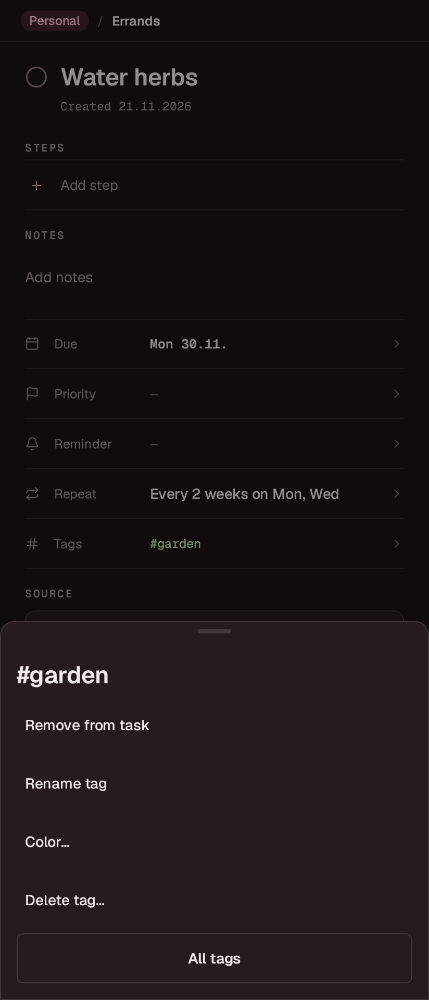 Personal / Errands
Water herbs
Created 21.11.2026
STEPS
+ Add step
NOTES
Add notes
Due Mon 30.11.
Priority –
Reminder –
Repeat Every 2 weeks on Mon, Wed
Tags #garden
SOURCE
#garden
Remove from task
Rename tag
Color…
Delete tag…
All tags